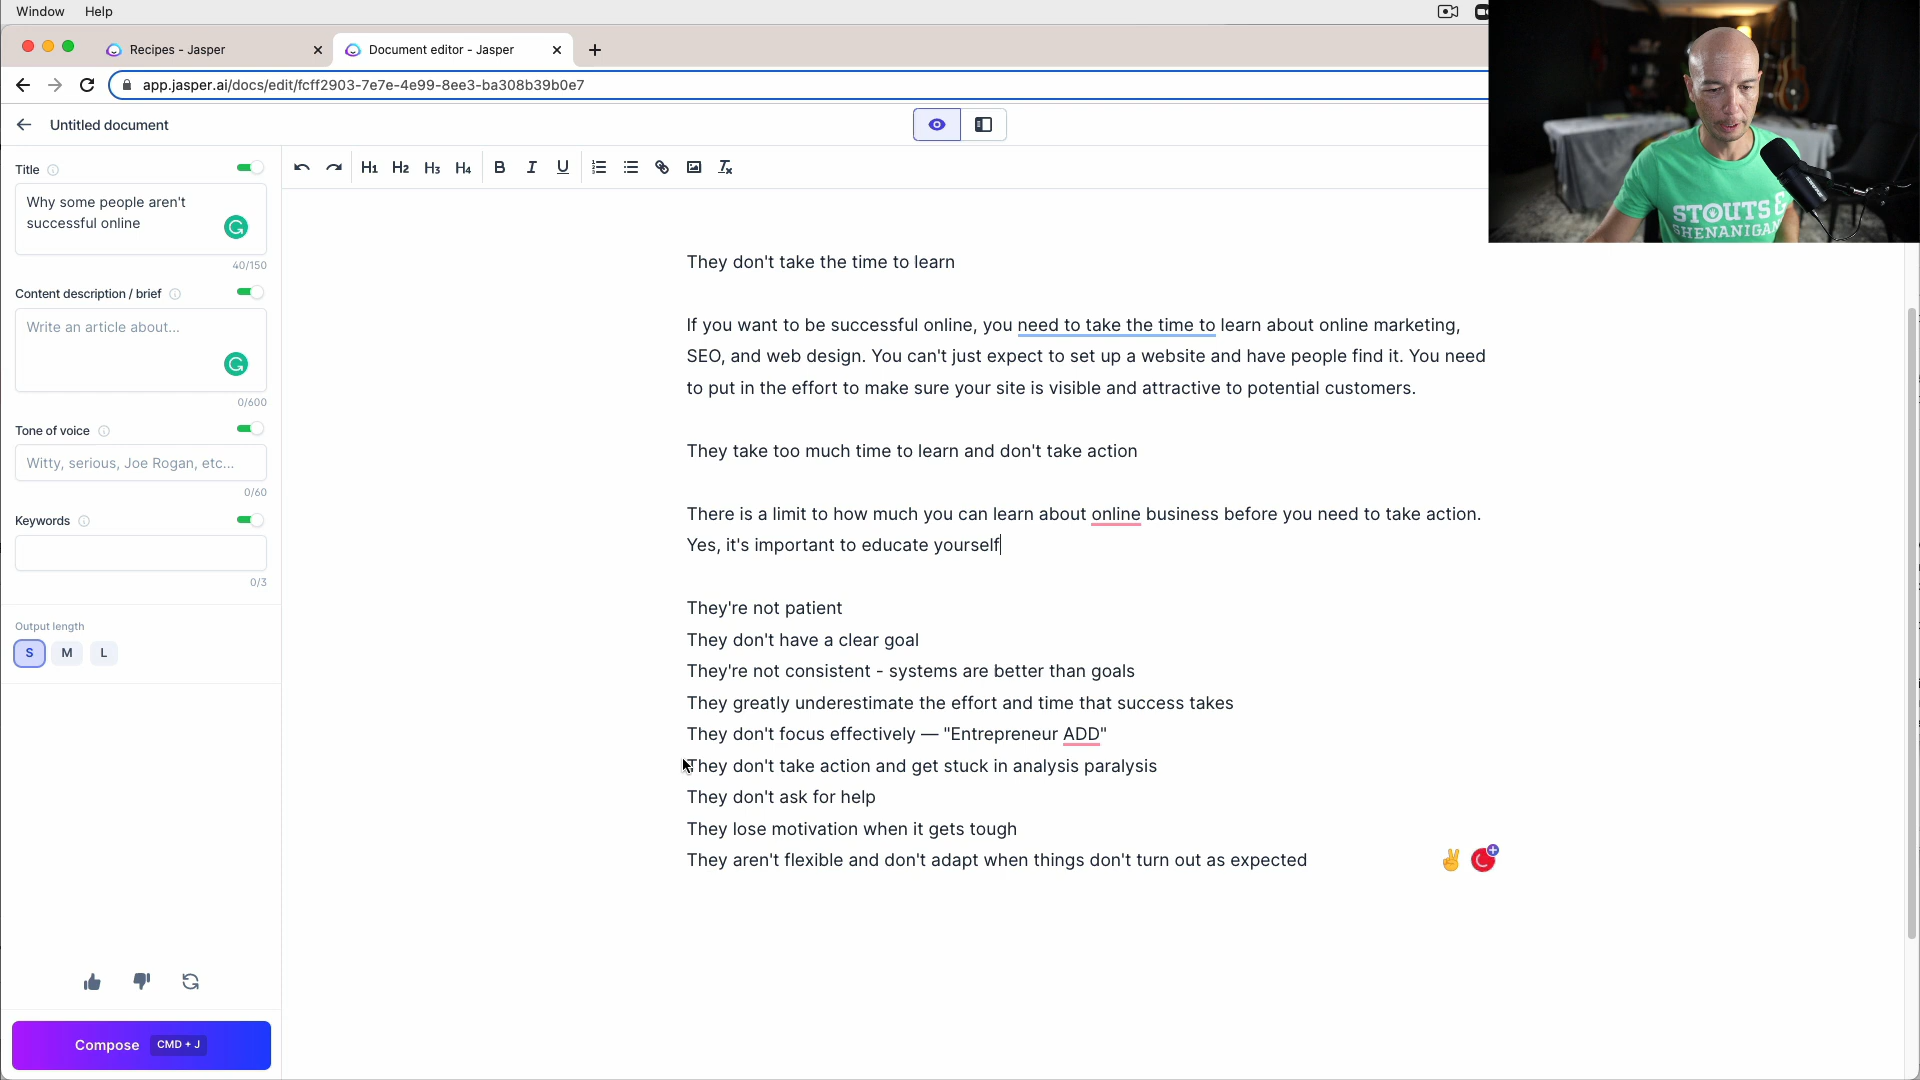 Window Help
Recipes - Jasper
Document editor - Jasper
app.jasper.ai/docs/edit/fcff2903-7e7e-4e99-8ee3-ba308b39b0e7
Untitled document
Title
Why some people aren't
successful online
40/150
Content description / brief
Write an article about...
0/600
Tone of voice
Witty, serious, Joe Rogan, etc...
0/60
Keywords
0/3
Output length
S M L
Compose CMD + J
H1 H2 H3 H4 B I U
They don't take the time to learn
If you want to be successful online, you need to take the time to learn about online marketing,
SEO, and web design. You can't just expect to set up a website and have people find it. You need
to put in the effort to make sure your site is visible and attractive to potential customers.
They take too much time to learn and don't take action
There is a limit to how much you can learn about online business before you need to take action.
Yes, it's important to educate yourself
They're not patient
They don't have a clear goal
They're not consistent - systems are better than goals
They greatly underestimate the effort and time that success takes
They don't focus effectively — "Entrepreneur ADD"
They don't take action and get stuck in analysis paralysis
They don't ask for help
They lose motivation when it gets tough
They aren't flexible and don't adapt when things don't turn out as expected
STOUTS &
SHENANIGAN